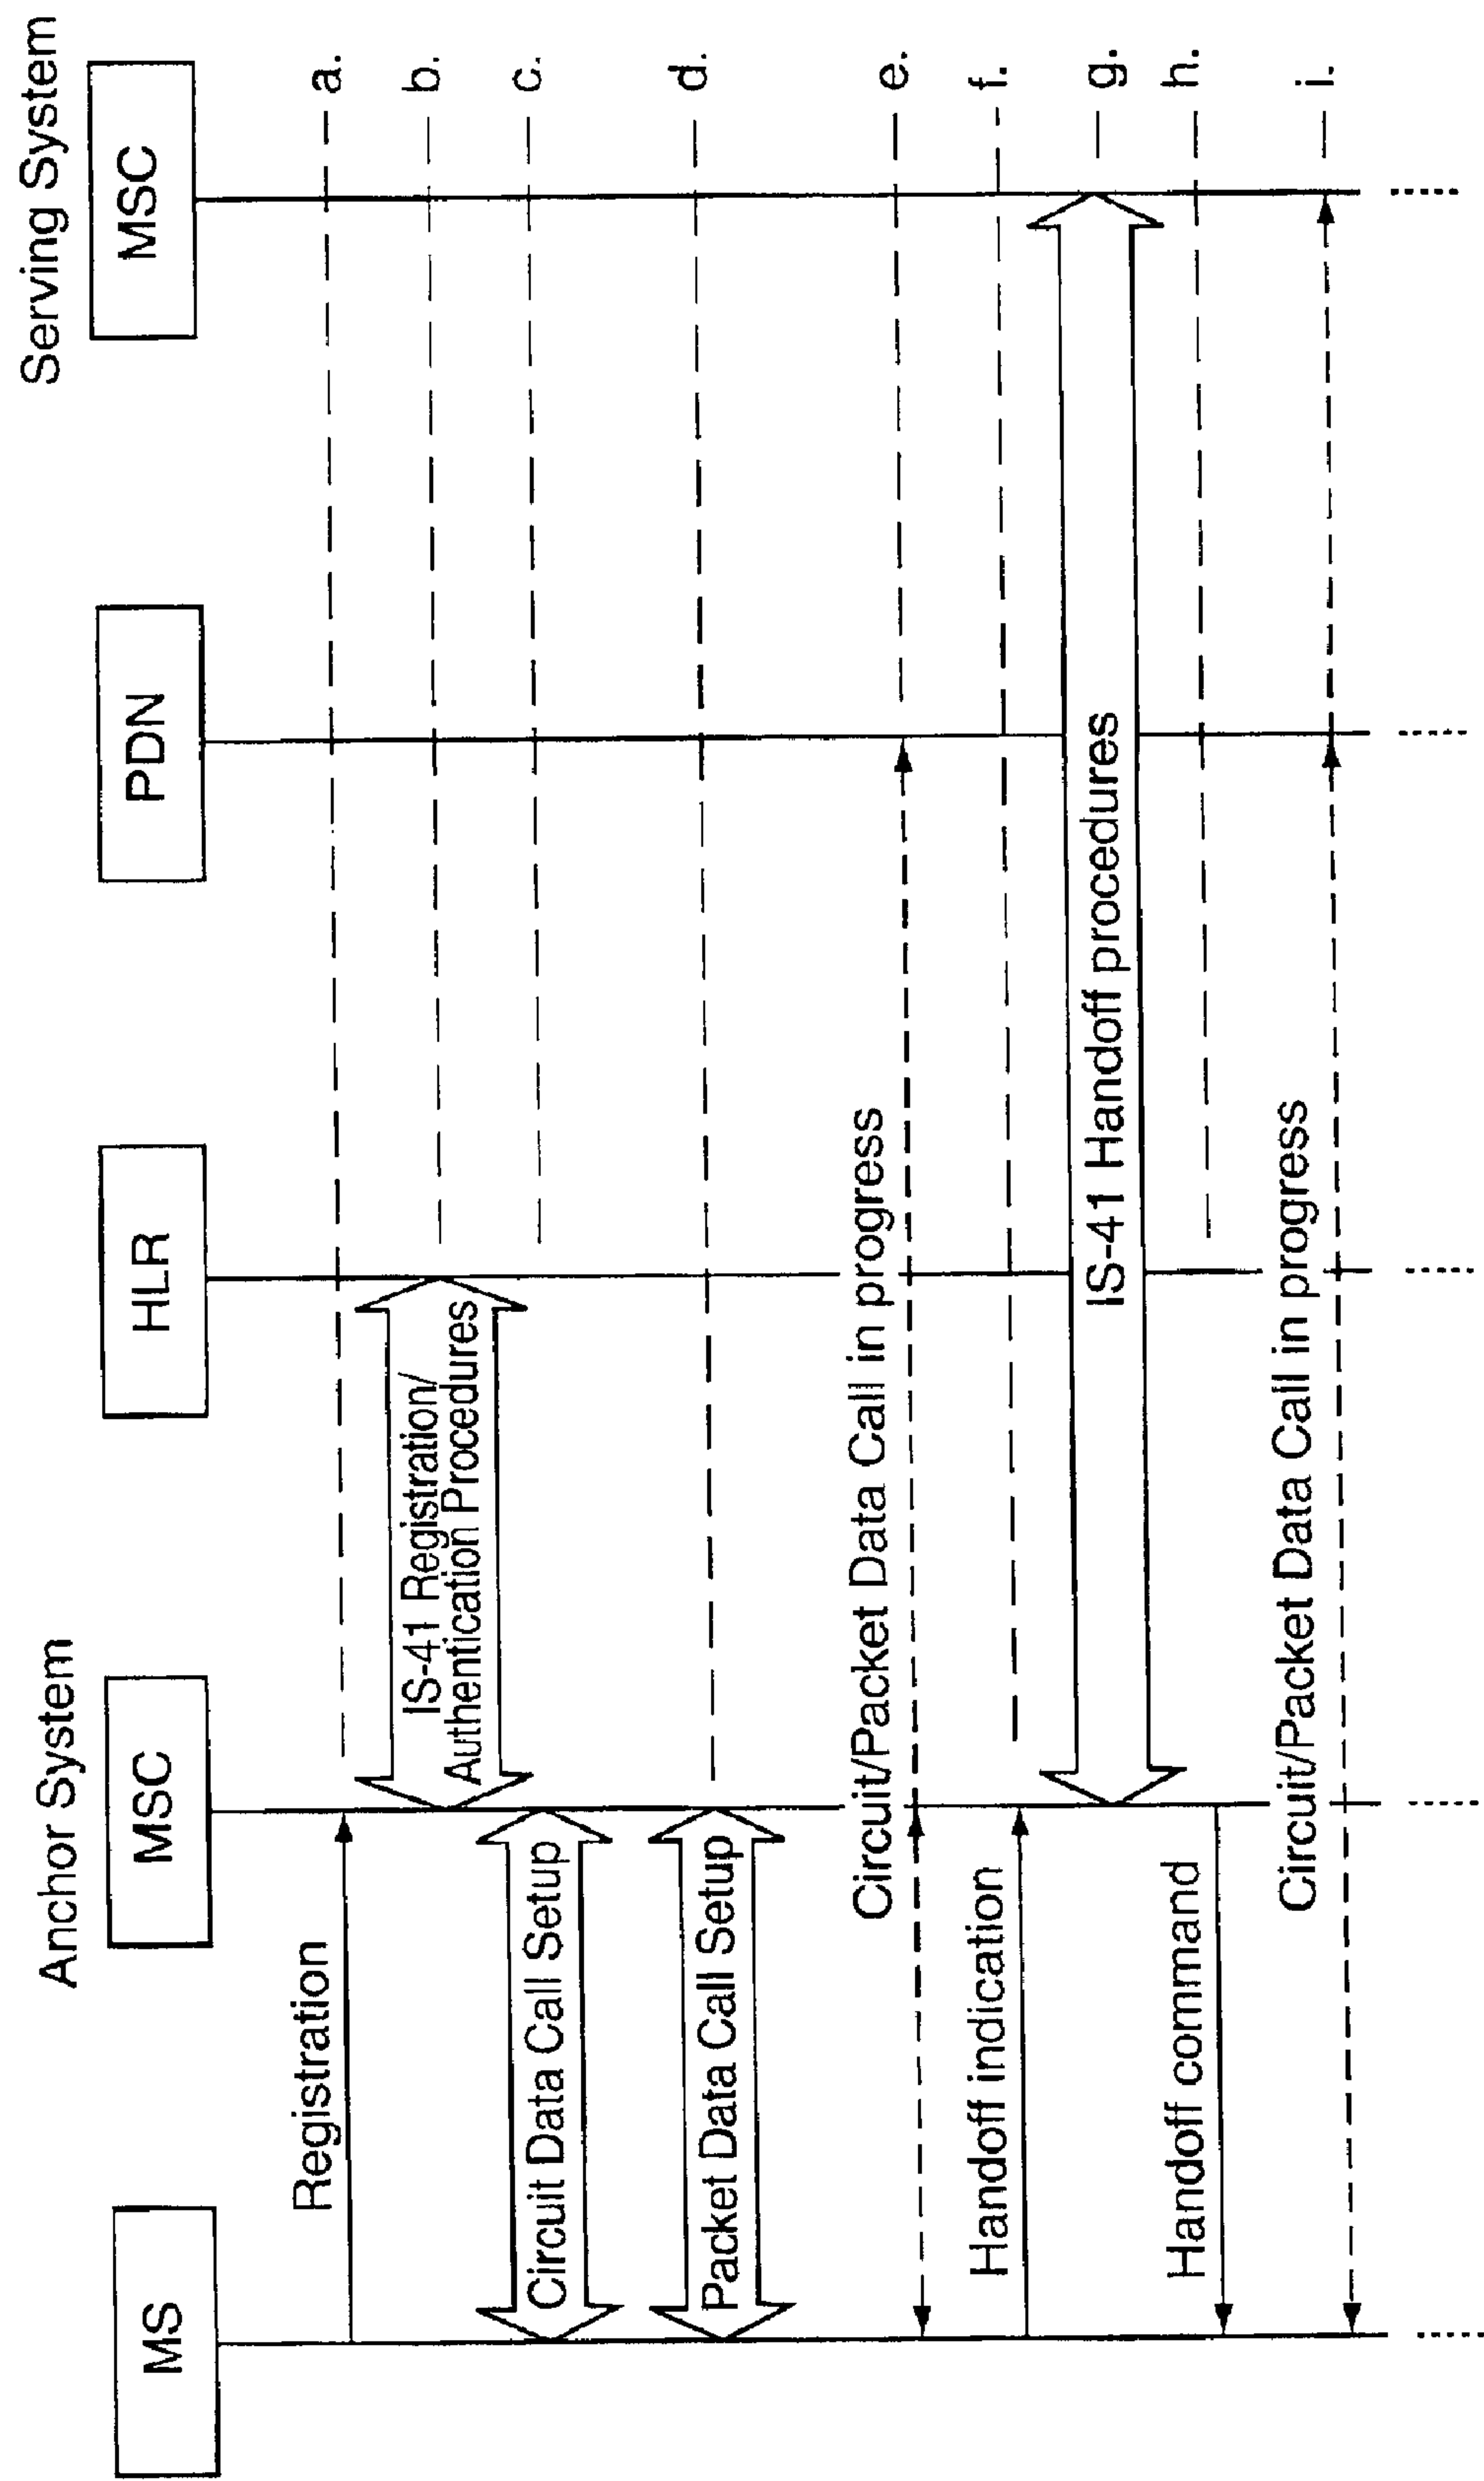 Anchor System
Serving System
MS
MSC
HLR
PDN
MSC
Registration
a.
IS-41 Registration/
Authentication Procedures
b.
Circuit Data Call Setup
c.
Packet Data Call Setup
d.
Circuit/Packet Data Call in progress
e.
Handoff indication
f.
IS-41 Handoff procedures
g.
Handoff command
h.
Circuit/Packet Data Call in progress
i.